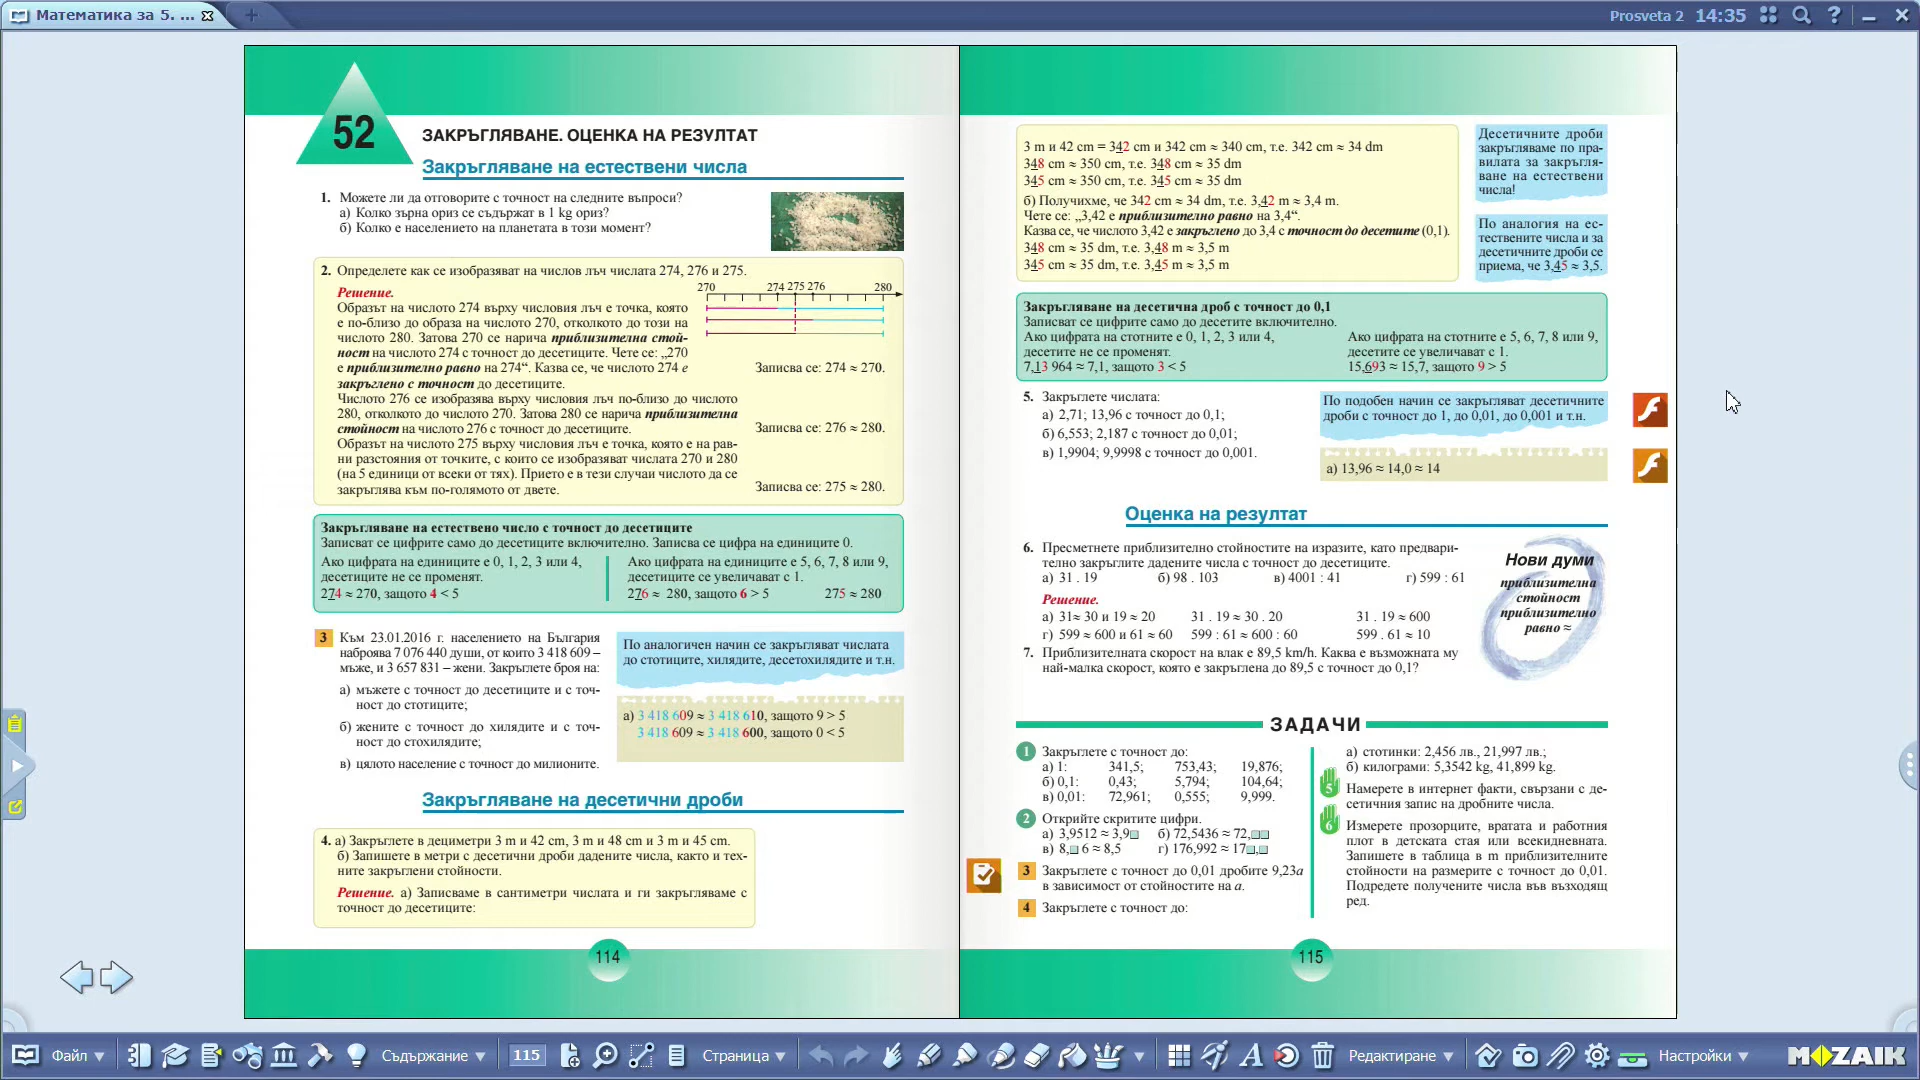 Математика за 5. ...
Prosveta 2 14:35
52
ЗАКРЪГЛЯВАНЕ. ОЦЕНКА НА РЕЗУЛТАТ
Закръгляване на естествени числа
1. Можете ли да отговорите с точност на следните въпроси?
а) Колко зърна ориз се съдържат в 1 kg ориз?
б) Колко е населението на планетата в този момент?
2. Определете как се изобразяват на числов лъч числата 274, 276 и 275.
Решение.
270 274 275 276 280
Образът на числото 274 върху числовия лъч е точка, която
е по-близо до образа на числото 270, отколкото до този на
числото 280. Затова 270 се нарича приблизителна стой-
ност на числото 274 с точност до десетиците. Чете се: „270
е приблизително равно на 274“. Казва се, че числото 274 е
Записва се: 274 ≈ 270.
закръглено с точност до десетиците.
Числото 276 се изобразява върху числовия лъч по-близо до числото
280, отколкото до число 270. Затова 280 се нарича приблизителна
стойност на числото 276 с точност до десетиците.
Записва се: 276 ≈ 280.
Образът на числото 275 върху числовия лъч е точка, която е на рав-
ни разстояния от точките, с които се изобразяват числата 270 и 280
(на 5 единици от всеки от тях). Прието е в тези случаи числото да се
закръглява към по-голямото от двете.
Записва се: 275 ≈ 280.
Закръгляване на естествено число с точност до десетиците
Записват се цифрите само до десетиците включително. Записва се цифра на единиците 0.
Ако цифрата на единиците е 0, 1, 2, 3 или 4,
десетиците не се променят.
274 ≈ 270, защото 4 < 5
Ако цифрата на единиците е 5, 6, 7, 8 или 9,
десетиците се увеличават с 1.
276 ≈ 280, защото 6 > 5 275 ≈ 280
3 Към 23.01.2016 г. населението на България
наброява 7 076 440 души, от които 3 418 609 –
мъже, и 3 657 831 – жени. Закръглете броя на:
а) мъжете с точност до десетиците и с точ-
ност до стотиците;
б) жените с точност до хилядите и с точ-
ност до стохилядите;
в) цялото население с точност до милионите.
По аналогичен начин се закръгляват числата
до стотиците, хилядите, десетохилядите и т.н.
а) 3 418 609 ≈ 3 418 610, защото 9 > 5
3 418 609 ≈ 3 418 600, защото 0 < 5
Закръгляване на десетични дроби
4. а) Закръглете в дециметри 3 m и 42 cm, 3 m и 48 cm и 3 m и 45 cm.
б) Запишете в метри с десетични дроби дадените числа, както и тех-
ните закръглени стойности.
Решение. а) Записваме в сантиметри числата и ги закръгляваме с
точност до десетиците:
114
3 m и 42 cm = 342 cm и 342 cm ≈ 340 cm, т.е. 342 cm ≈ 34 dm
348 cm ≈ 350 cm, т.е. 348 cm ≈ 35 dm
345 cm ≈ 350 cm, т.е. 345 cm ≈ 35 dm
б) Получихме, че 342 cm ≈ 34 dm, т.е. 3,42 m ≈ 3,4 m.
Чете се: „3,42 е приблизително равно на 3,4“.
Казва се, че числото 3,42 е закръглено до 3,4 с точност до десетите (0,1).
348 cm ≈ 35 dm, т.е. 3,48 m ≈ 3,5 m
345 cm ≈ 35 dm, т.е. 3,45 m ≈ 3,5 m
Десетичните дроби
закръгляваме по пра-
вилата за закръгля-
ване на естествени
числа!
По аналогия на ес-
тествените числа и за
десетичните дроби се
приема, че 3,45 ≈ 3,5.
Закръгляване на десетична дроб с точност до 0,1
Записват се цифрите само до десетите включително.
Ако цифрата на стотните е 0, 1, 2, 3 или 4,
десетите не се променят.
7,13 964 ≈ 7,1, защото 3 < 5
Ако цифрата на стотните е 5, 6, 7, 8 или 9,
десетите се увеличават с 1.
15,693 ≈ 15,7, защото 9 > 5
5. Закръглете числата:
а) 2,71; 13,96 с точност до 0,1;
б) 6,553; 2,187 с точност до 0,01;
в) 1,9904; 9,9998 с точност до 0,001.
По подобен начин се закръгляват десетичните
дроби с точност до 1, до 0,01, до 0,001 и т.н.
а) 13,96 ≈ 14,0 ≈ 14
Оценка на резултат
6. Пресметнете приблизително стойностите на изразите, като предвари-
телно закръглите дадените числа с точност до десетиците.
а) 31 . 19 б) 98 . 103 в) 4001 : 41 г) 599 : 61
Решение.
а) 31≈ 30 и 19 ≈ 20 31 . 19 ≈ 30 . 20 31 . 19 ≈ 600
г) 599 ≈ 600 и 61 ≈ 60 599 : 61 ≈ 600 : 60 599 . 61 ≈ 10
7. Приблизителната скорост на влак е 89,5 km/h. Каква е възможната му
най-малка скорост, която е закръглена до 89,5 с точност до 0,1?
Нови думи
приблизителна
стойност
приблизително
равно ≈
ЗАДАЧИ
1 Закръглете с точност до:
а) 1: 341,5; 753,43; 19,876;
б) 0,1: 0,43; 5,794; 104,64;
в) 0,01: 72,961; 0,555; 9,999.
2 Открийте скритите цифри.
а) 3,9512 ≈ 3,9□ б) 72,5436 ≈ 72,□□
в) 8,□ 6 ≈ 8,5 г) 176,992 ≈ 17□,□
3 Закръглете с точност до 0,01 дробите 9,23a
в зависимост от стойностите на a.
4 Закръглете с точност до:
а) стотинки: 2,456 лв., 21,997 лв.;
б) килограми: 5,3542 kg, 41,899 kg.
5 Намерете в интернет факти, свързани с де-
сетичния запис на дробните числа.
6 Измерете прозорците, вратата и работния
плот в детската стая или всекидневната.
Запишете в таблица в m приблизителните
стойности на размерите с точност до 0,01.
Подредете получените числа във възходящ
ред.
115
Файл Съдържание 115 Страница Редактиране Настройки MOZAIK